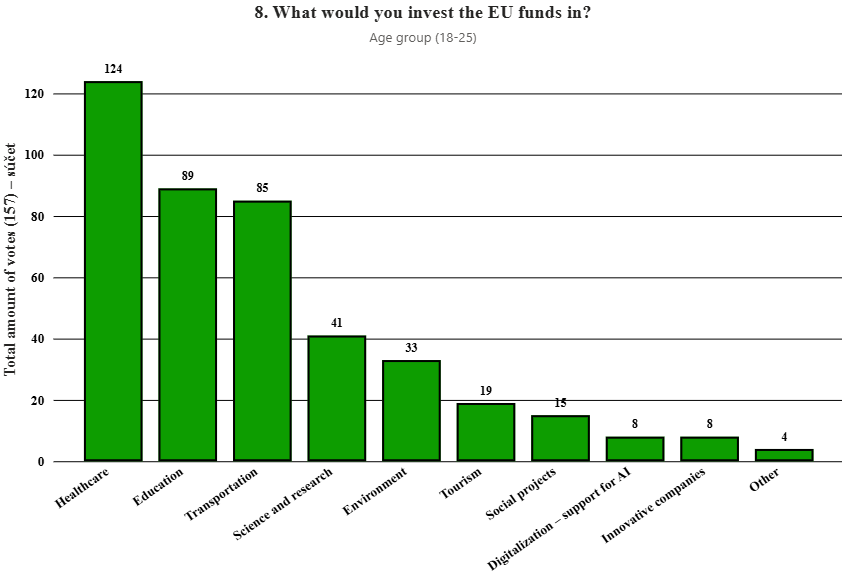 8. What would you invest the EU funds in?
Age group (18-25)
Total amount of votes (157) – súčet
120
100
80
60
40
20
0
124
89
85
41
33
19
15
8
8
4
Healthcare
Education
Transportation
Science and research
Environment
Tourism
Social projects
Digitalization – support for AI
Innovative companies
Other